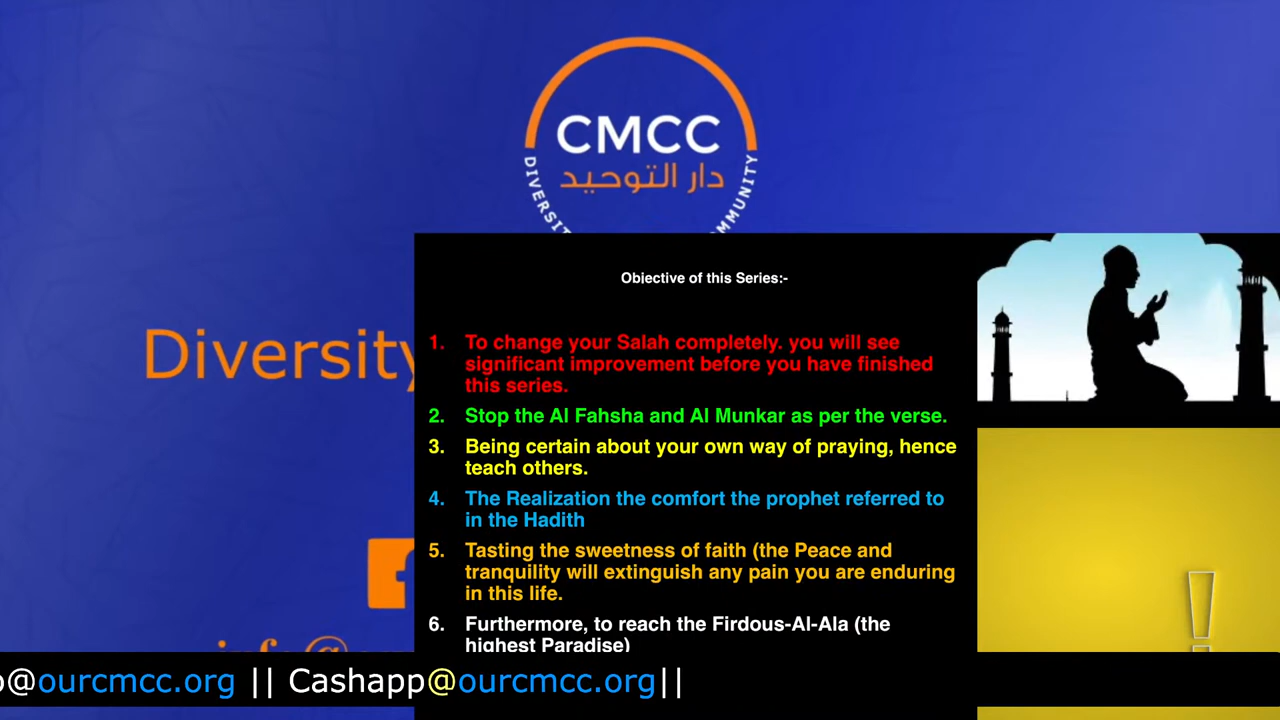 CMCC
دار التوحيد
Diversity
Objective of this Series:-
1. To change your Salah completely. you will see
significant improvement before you have finished
this series.
2. Stop the Al Fahsha and Al Munkar as per the verse.
3. Being certain about your own way of praying, hence
teach others.
4. The Realization the comfort the prophet referred to
in the Hadith
5. Tasting the sweetness of faith (the Peace and
tranquility will extinguish any pain you are enduring
in this life.
6. Furthermore, to reach the Firdous-Al-Ala (the
highest Paradise)
@ourcmcc.org || Cashapp@ourcmcc.org||